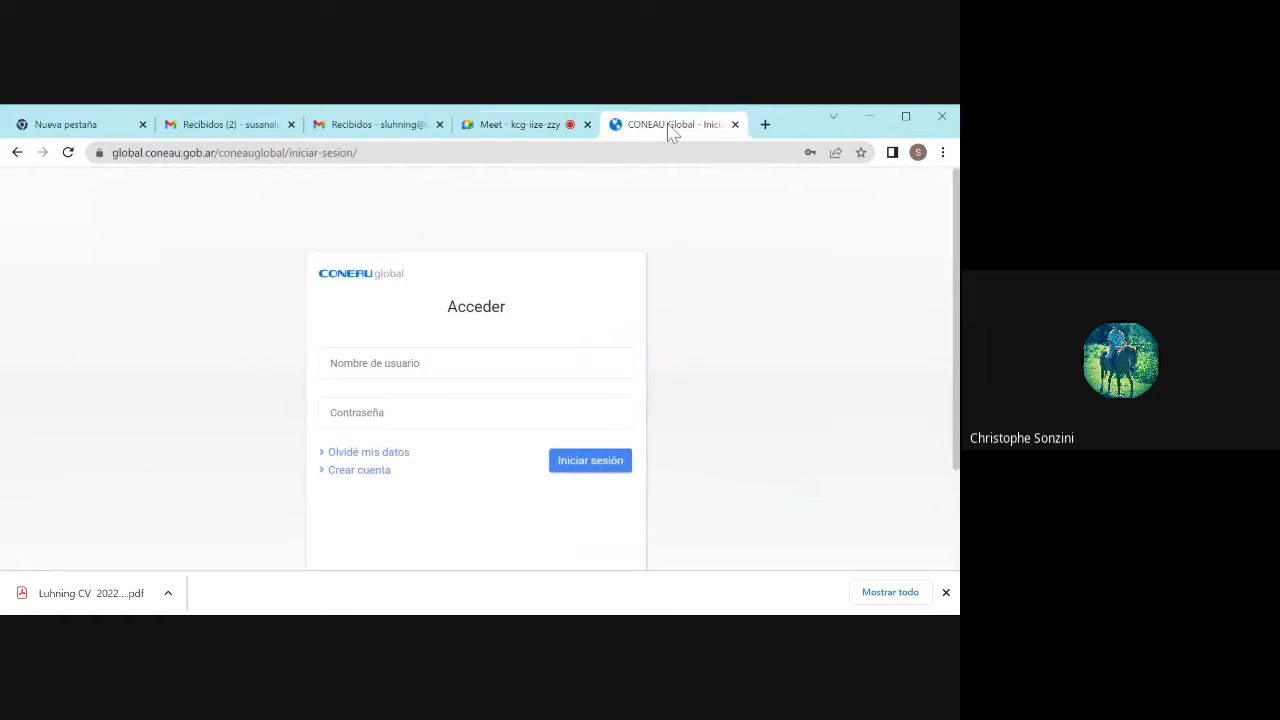 Nueva pestaña
Recibidos (2) - susanalu
Recibidos - sluhning@
Meet - kcg-iize-zzy
CONEAU Global - Inici
global.coneau.gob.ar/coneauglobal/iniciar-sesion/
S
CONEAU global
Acceder
Nombre de usuario
Contraseña
Olvidé mis datos
Crear cuenta
Iniciar sesión
Christophe Sonzini
Luhning CV 2022....pdf
Mostrar todo